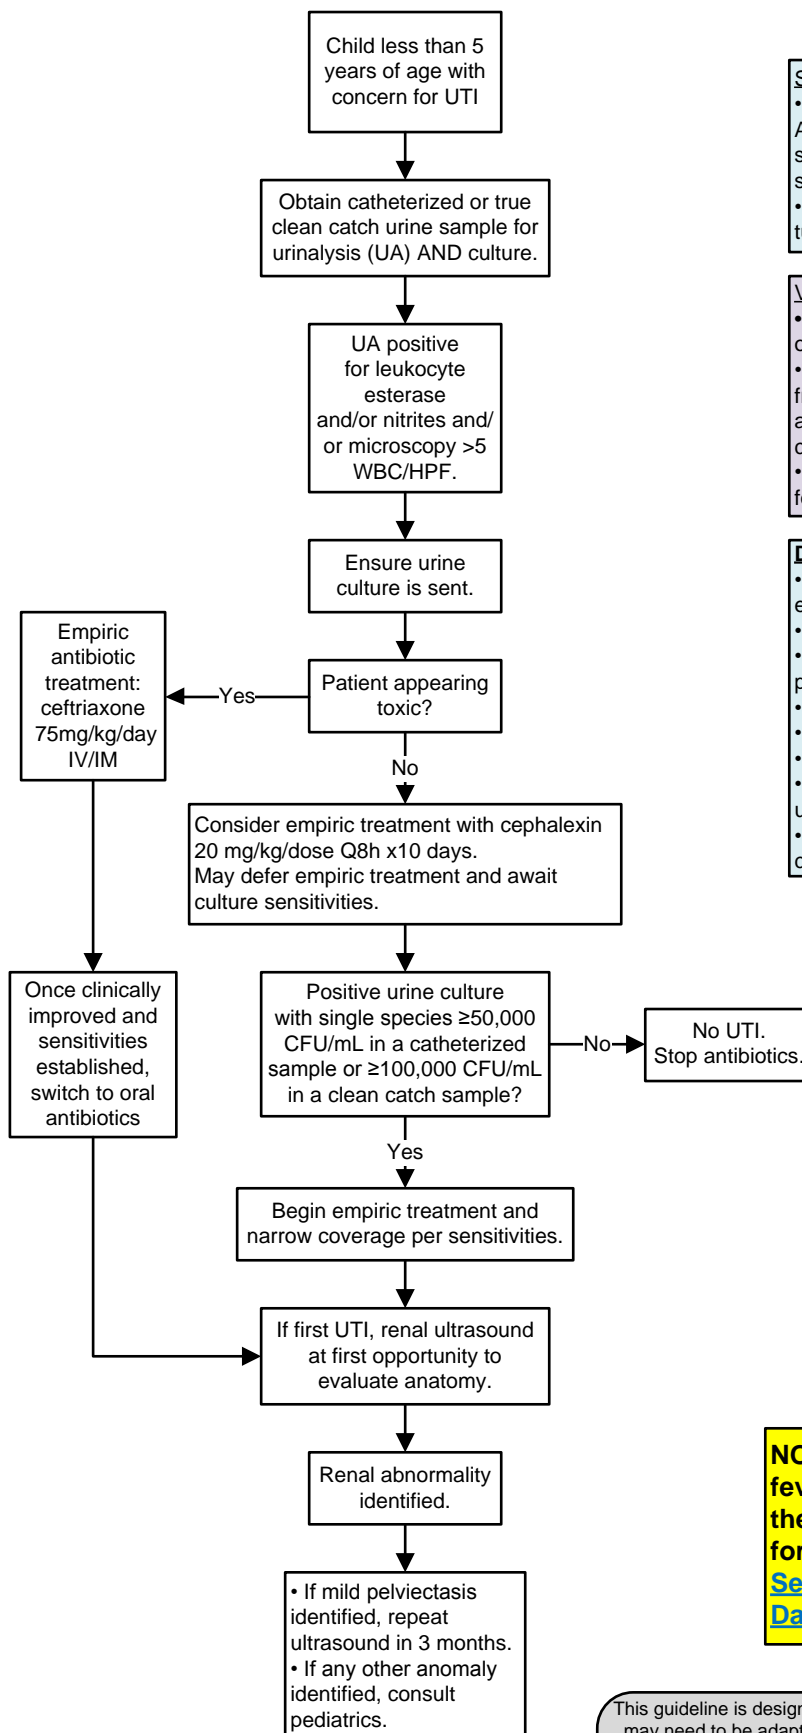 Child less than 5
years of age with
concern for UTI
Obtain catheterized or true
clean catch urine sample for
urinalysis (UA) AND culture.
UA positive
for leukocyte
esterase
and/or nitrites and/
or microscopy >5
WBC/HPF.
Ensure urine
culture is sent.
Patient appearing
toxic?
Yes
Empiric
antibiotic
treatment:
ceftriaxone
75mg/kg/day
IV/IM
No
Consider empiric treatment with cephalexin
20 mg/kg/dose Q8h x10 days.
May defer empiric treatment and await
culture sensitivities.
Once clinically
improved and
sensitivities
established,
switch to oral
antibiotics
Positive urine culture
with single species ≥50,000
CFU/mL in a catheterized
sample or ≥100,000 CFU/mL
in a clean catch sample?
No
No UTI.
Stop antibiotics.
Yes
Begin empiric treatment and
narrow coverage per sensitivities.
If first UTI, renal ultrasound
at first opportunity to
evaluate anatomy.
Renal abnormality
identified.
• If mild pelviectasis
identified, repeat
ultrasound in 3 months.
• If any other anomaly
identified, consult
pediatrics.
for
This guideline is
may need to be